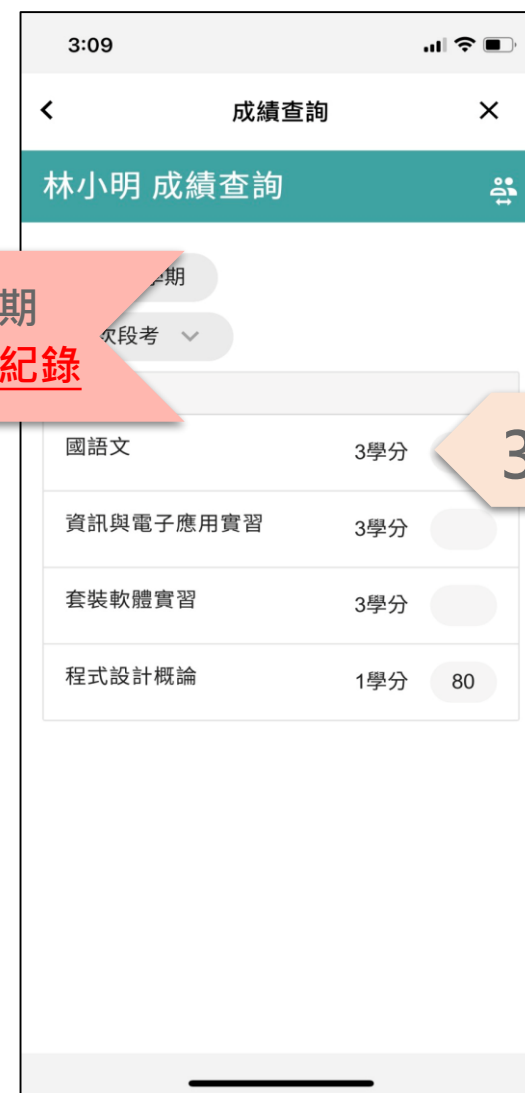 3:09
成績查詢
林小明 成績查詢
學期
期
次段考
紀錄
國語文 3學分
3
資訊與電子應用實習 3學分
套裝軟體實習 3學分
程式設計概論 1學分 80